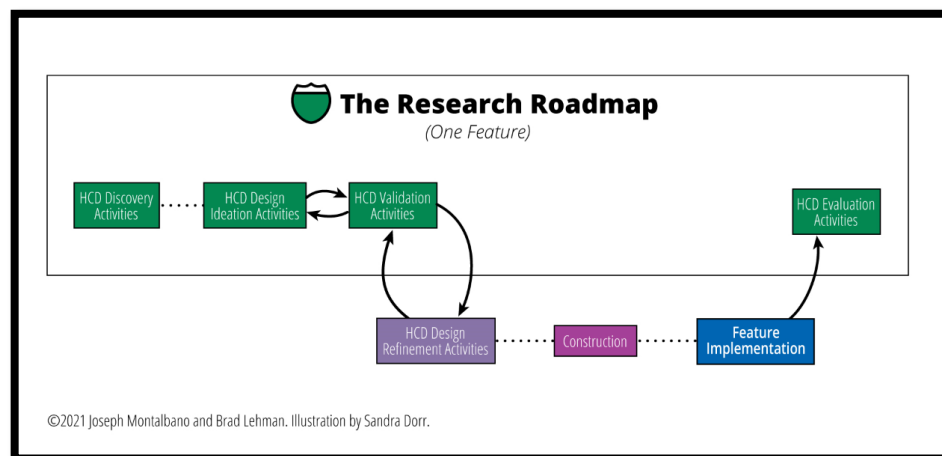 The Research Roadmap
(One Feature)
HCD Discovery
Activities
HCD Design
Ideation Activities
HCD Validation
Activities
HCD Evaluation
Activities
HCD Design
Refinement Activities
Construction
Feature
Implementation
©2021 Joseph Montalbano and Brad Lehman. Illustration by Sandra Dorr.